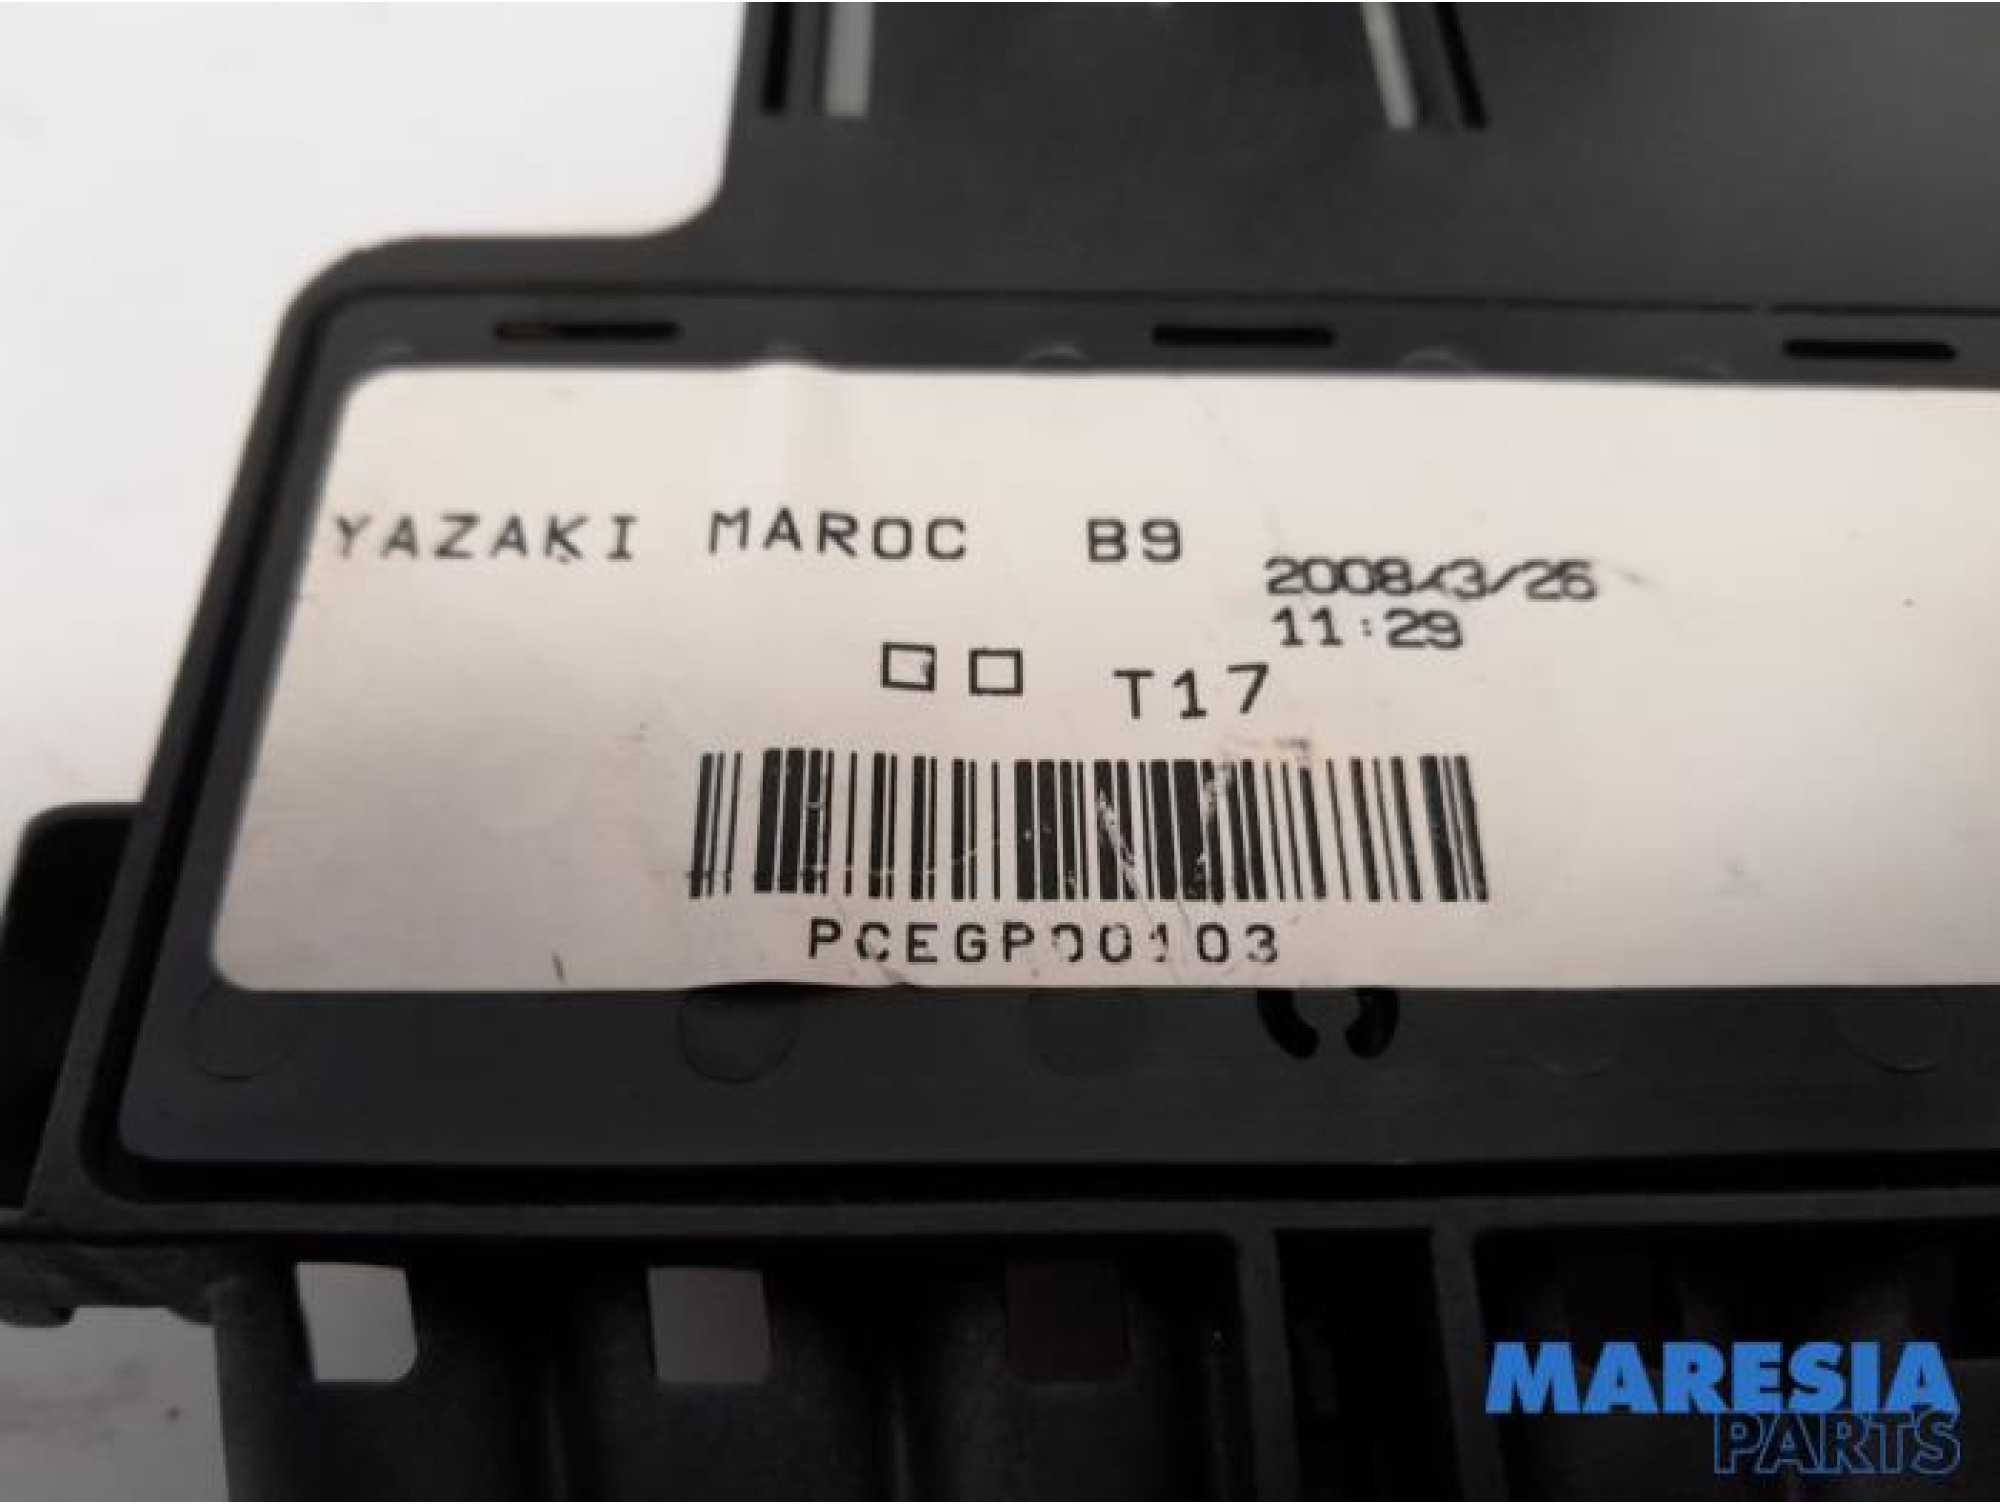 YAZAKI MAROC B9
2008/3/26
11:29
□□ T17
PCEGP00103
MARESIA
PARTS